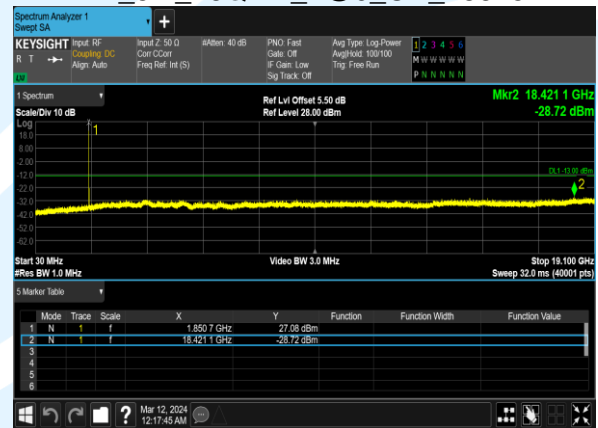 Spectrum Analyzer 1
Swept SA
+
KEYSIGHT Input: RF Input Z: 50 Ω #Atten: 40 dB PNO: Fast Avg Type: Log-Power 1 2 3 4 5 6
R T Coupling: DC Corr CCorr Gate: Off Avg|Hold: 100/100 M W W W W W
Align: Auto Freq Ref: Int (S) IF Gain: Low Trig: Free Run
Sig Track: Off P N N N N N
1 Spectrum
Ref Lvl Offset 5.50 dB Mkr2 18.421 1 GHz
Scale/Div 10 dB Ref Level 28.00 dBm -28.72 dBm
Log
18.0
1
8.00
-2.00
-12.0
DL1 -13.00 dBm
-22.0
2
-32.0
-42.0
-52.0
-62.0
Start 30 MHz Video BW 3.0 MHz Stop 19.100 GHz
#Res BW 1.0 MHz Sweep 32.0 ms (40001 pts)
5 Marker Table
Mode Trace Scale X Y Function Function Width Function Value
1 N 1 f 1.850 7 GHz 27.08 dBm
2 N 1 f 18.421 1 GHz -28.72 dBm
3
4
5
6
? Mar 12, 2024
12:17:45 AM